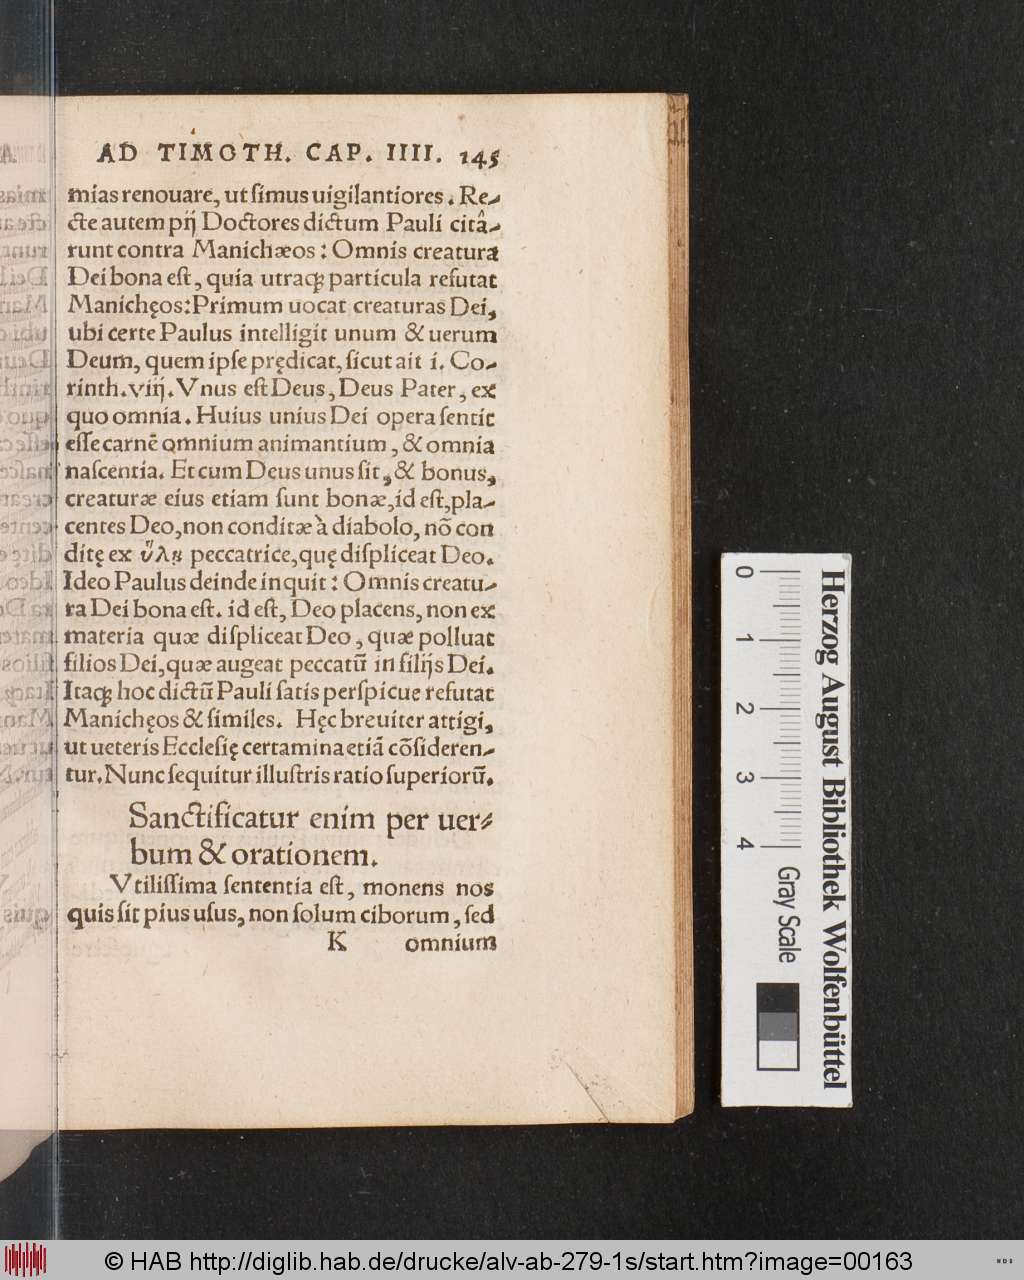 AD TIMOTH. CAP. IIII. 145
mias renouare, ut simus uigilantiores. Re-
cte autem pij Doctores dictum Pauli citâ-
runt contra Manichæos: Omnis creatura
Dei bona est, quia utraq; particula refutat
Manichęos: Primum uocat creaturas Dei,
ubi certe Paulus intelligit unum & uerum
Deum, quem ipse prędicat, sicut ait i. Co-
rinth. viij. Vnus est Deus, Deus Pater, ex
quo omnia. Huius unius Dei opera sentit
esse carnẽ omnium animantium, & omnia
nascentia. Et cum Deus unus sit, & bonus,
creaturæ eius etiam sunt bonæ, id est, pla-
centes Deo, non conditæ à diabolo, nõ con
ditę ex ὕλῃ peccatrice, quę displiceat Deo.
Ideo Paulus deinde inquit: Omnis creatu-
ra Dei bona est. id est, Deo placens, non ex
materia quæ displiceat Deo, quæ polluat
filios Dei, quæ augeat peccatũ in filijs Dei.
Itaq; hoc dictũ Pauli satis perspicue refutat
Manichęos & similes. Hęc breuiter attigi,
ut ueteris Ecclesię certamina etiã cõsideren-
tur. Nunc sequitur illustris ratio superiorũ.
Sanctificatur enim per uer-
bum & orationem.
Vtilissima sententia est, monens nos
quis sit pius usus, non solum ciborum, sed
K omnium
0 1 2 3 4 Gray Scale
Herzog August Bibliothek Wolfenbüttel
© HAB http://diglib.hab.de/drucke/alv-ab-279-1s/start.htm?image=00163